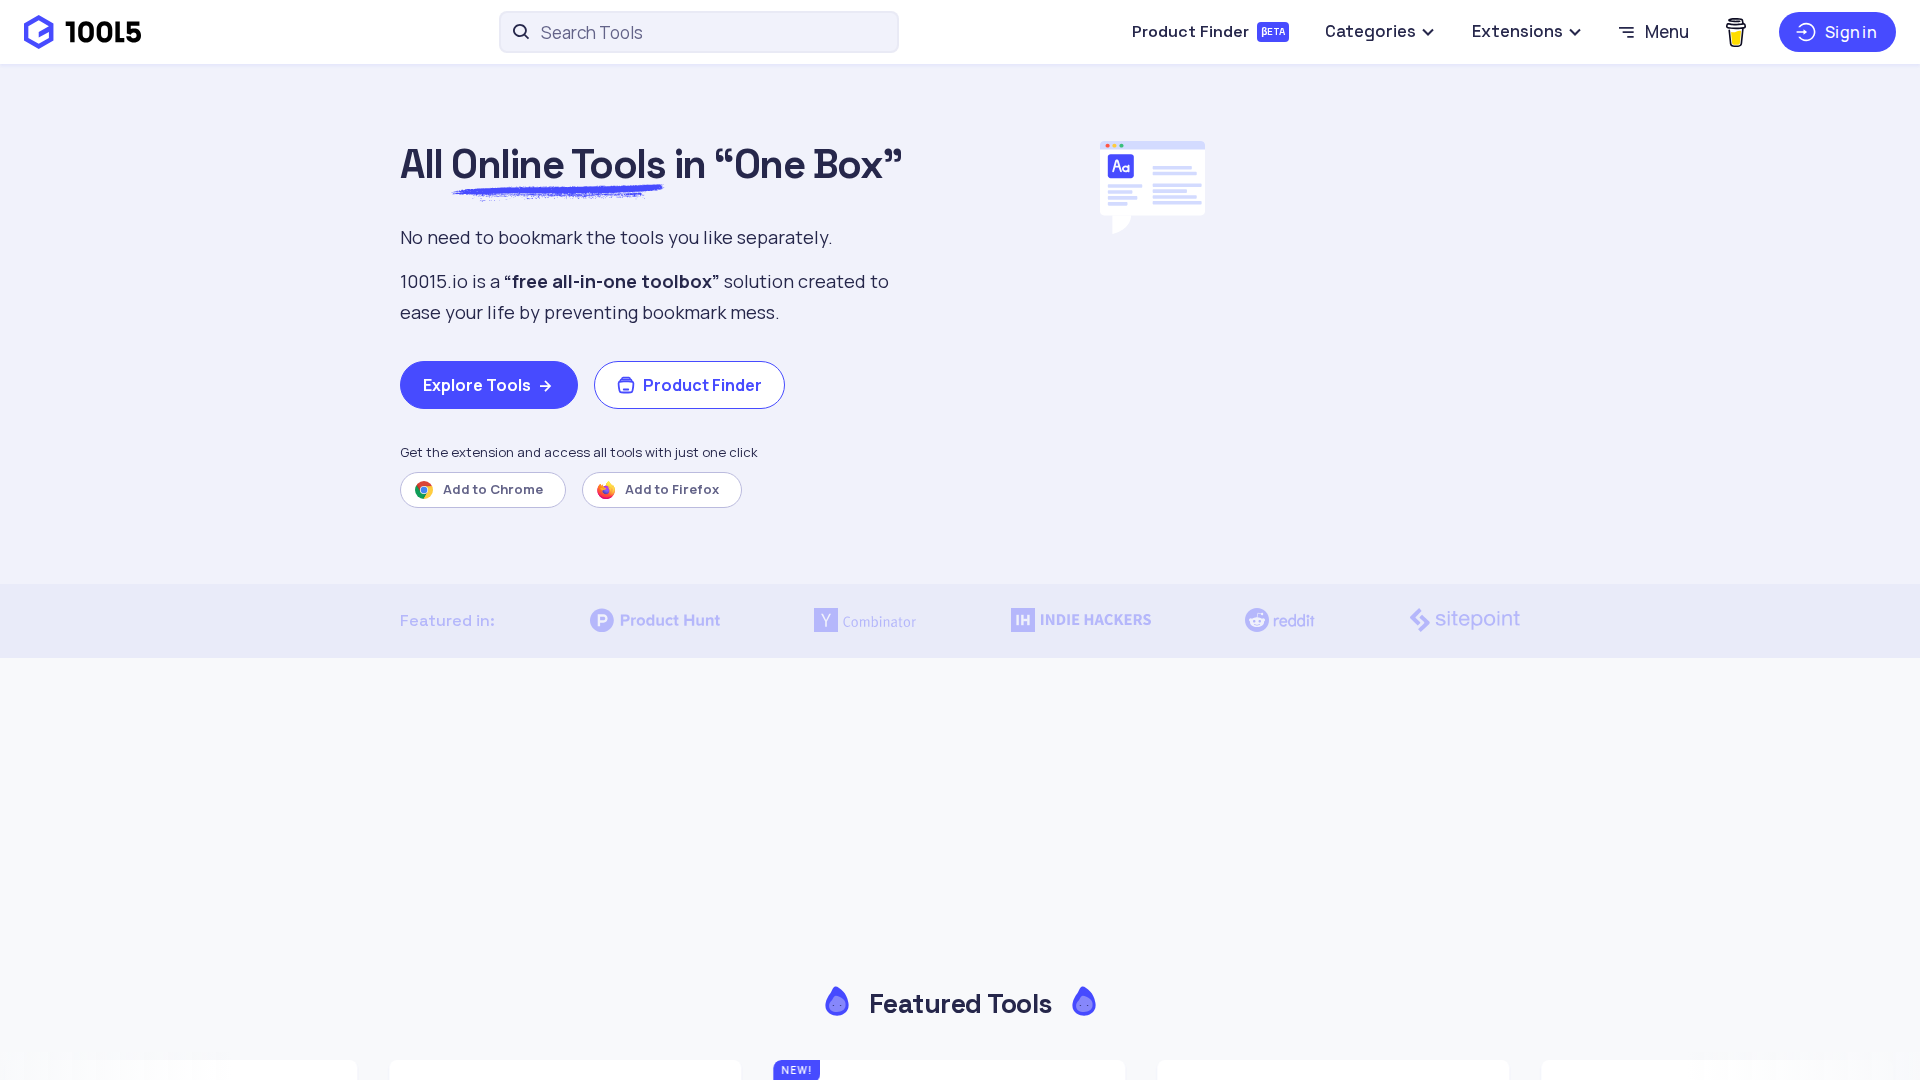 10015
Search Tools
Product Finder
βETA
Categories
Extensions
Menu
Sign in
All Online Tools in “One Box”
Aa
No need to bookmark the tools you like separately.
10015.io is a “free all-in-one toolbox” solution created to
ease your life by preventing bookmark mess.
Explore Tools
Product Finder
Get the extension and access all tools with just one click
Add to Chrome
Add to Firefox
Featured in:
P Product Hunt
Y Combinator
IH INDIE HACKERS
reddit
sitepoint
Featured Tools
NEW!